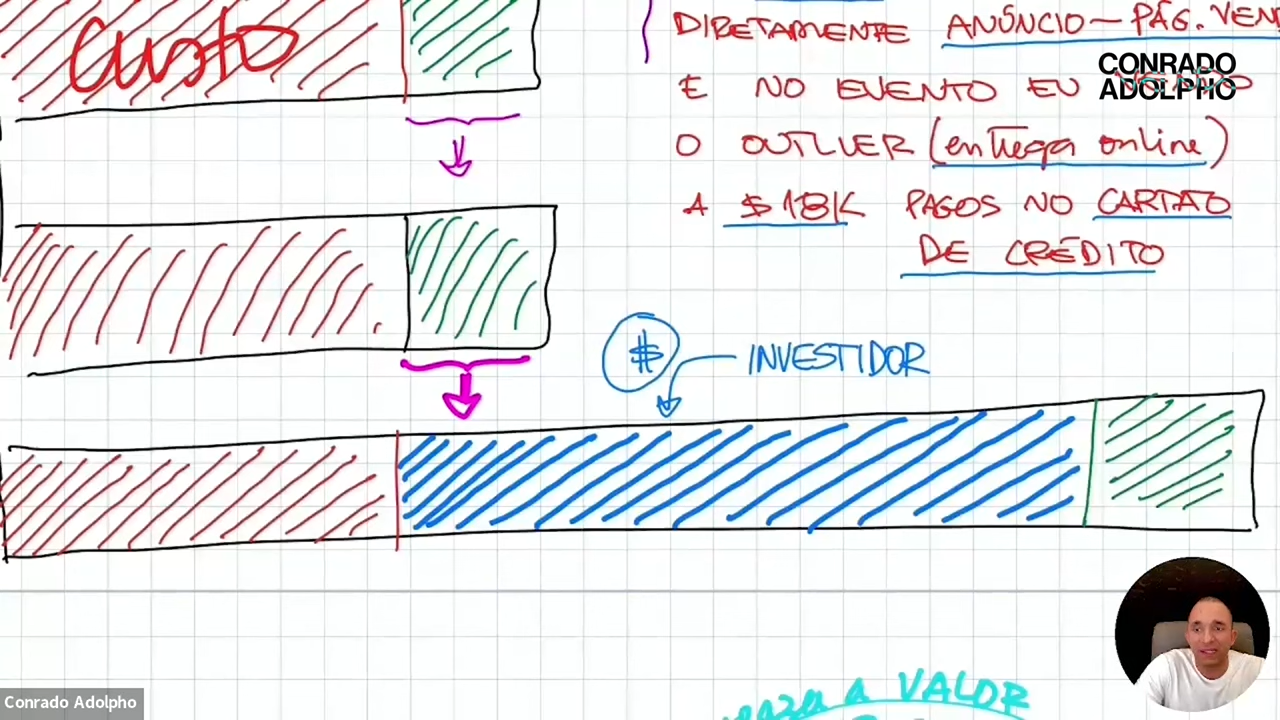 Custo
DIRETAMENTE ANÚNCIO - PÁG. VEN
CONRADO
ADOLPHO
E NO EVENTO EU VENDO
O OUTLIER (entrega online)
A $ 18K PAGOS NO CARTÃO
DE CRÉDITO
$ INVESTIDOR
A VALOR
Conrado Adolpho